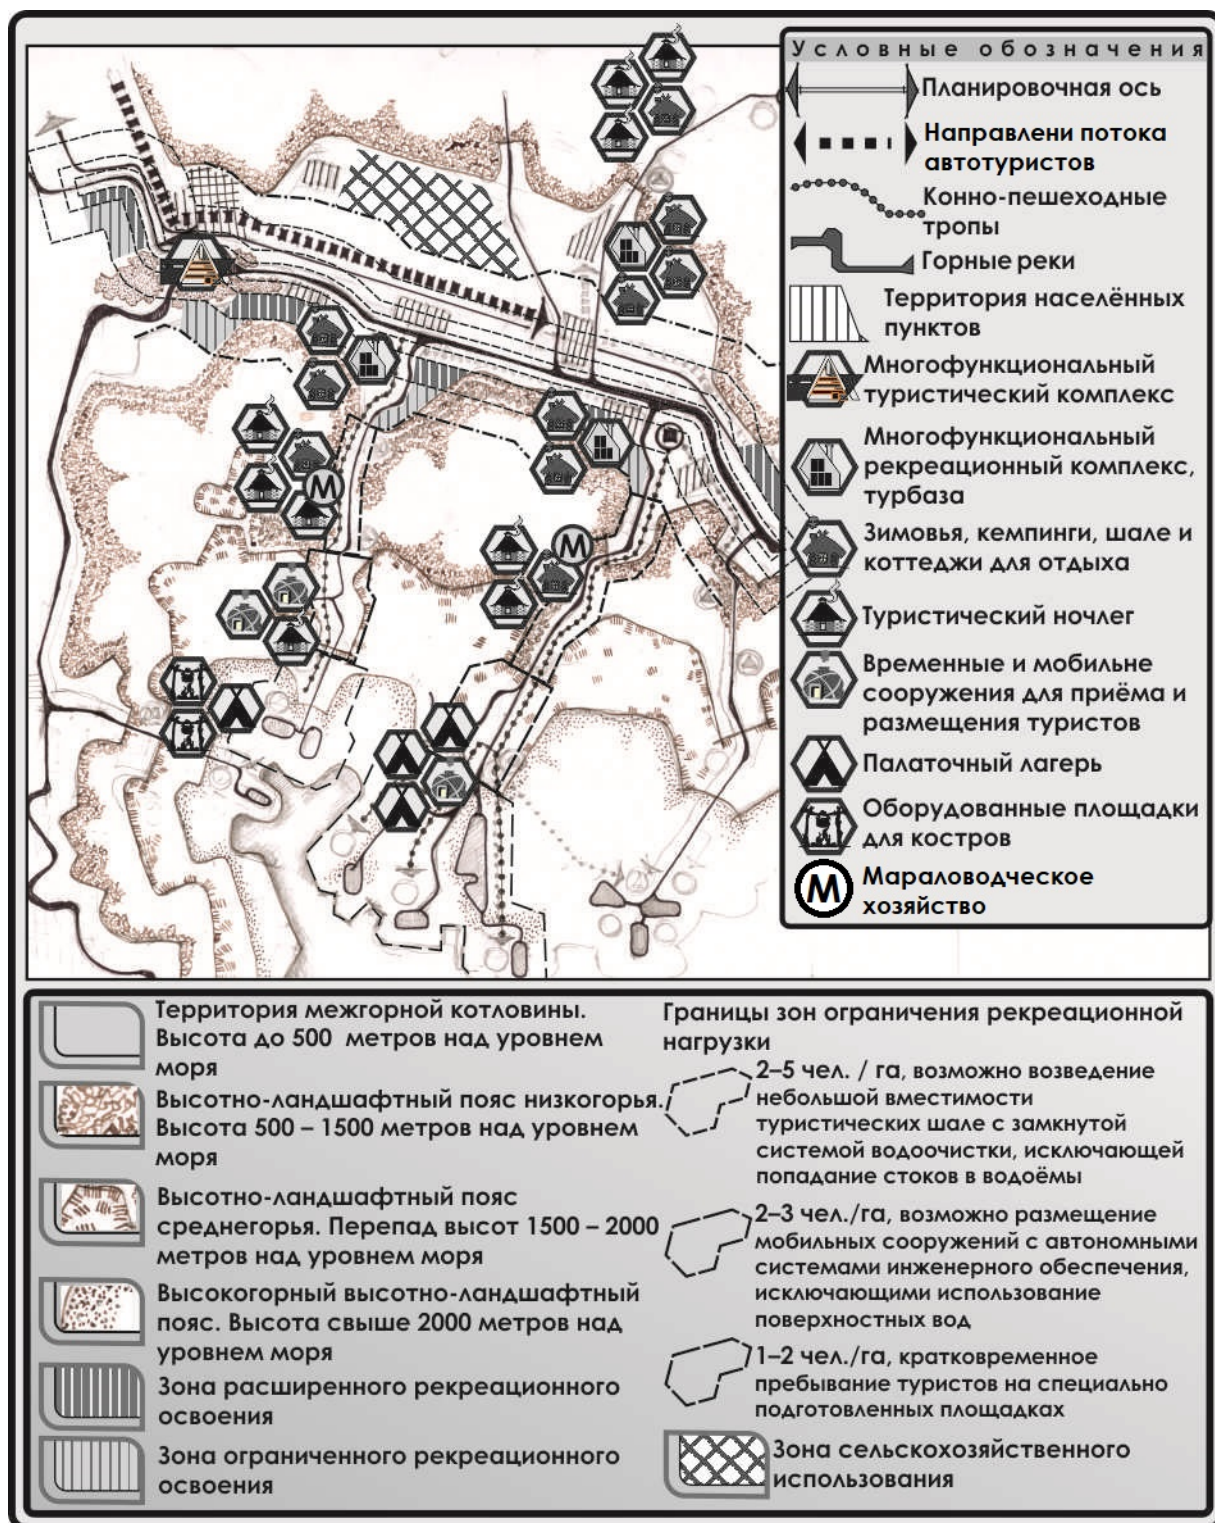 Условные обозначения
Планировочная ось
Направлени потока
автотуристов
Конно-пешеходные
тропы
Горные реки
Территория населённых
пунктов
Многофункциональный
туристический комплекс
Многофункциональный
рекреационный комплекс,
турбаза
Зимовья, кемпинги, шале и
коттеджи для отдыха
Туристический ночлег
Временные и мобильне
сооружения для приёма и
размещения туристов
Палаточный лагерь
Оборудованные площадки
для костров
М
Мараловодческое
хозяйство
М
М
Территория межгорной котловины.
Высота до 500 метров над уровнем
моря
Высотно-ландшафтный пояс низкогорья.
Высота 500 – 1500 метров над уровнем
моря
Высотно-ландшафтный пояс
среднегорья. Перепад высот 1500 – 2000
метров над уровнем моря
Высокогорный высотно-ландшафтный
пояс. Высота свыше 2000 метров над
уровнем моря
Зона расширенного рекреационного
освоения
Зона ограниченного рекреационного
освоения
Границы зон ограничения рекреационной
нагрузки
2–5 чел. / га, возможно возведение
небольшой вместимости
туристических шале с замкнутой
системой водоочистки, исключающей
попадание стоков в водоёмы
2–3 чел./га, возможно размещение
мобильных сооружений с автономными
системами инженерного обеспечения,
исключающими использование
поверхностных вод
1–2 чел./га, кратковременное
пребывание туристов на специально
подготовленных площадках
Зона сельскохозяйственного
использования